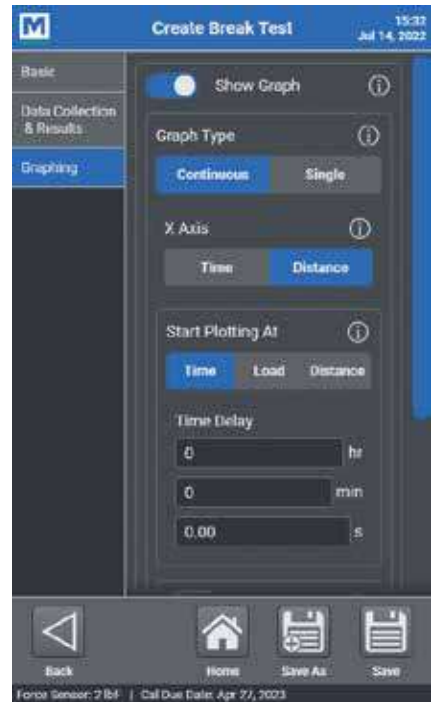 M
Create Break Test
15:32
Jul 14, 2022
Basic
Data Collection
& Results
Graphing
Show Graph
Graph Type
Continuous Single
X Axis
Time Distance
Start Plotting At
Time Load Distance
Time Delay
0 hr
0 min
0.00 s
Back
Home
Save As
Save
Force Sensor: 2 lbf | Cal Due Date: Apr 27, 2023